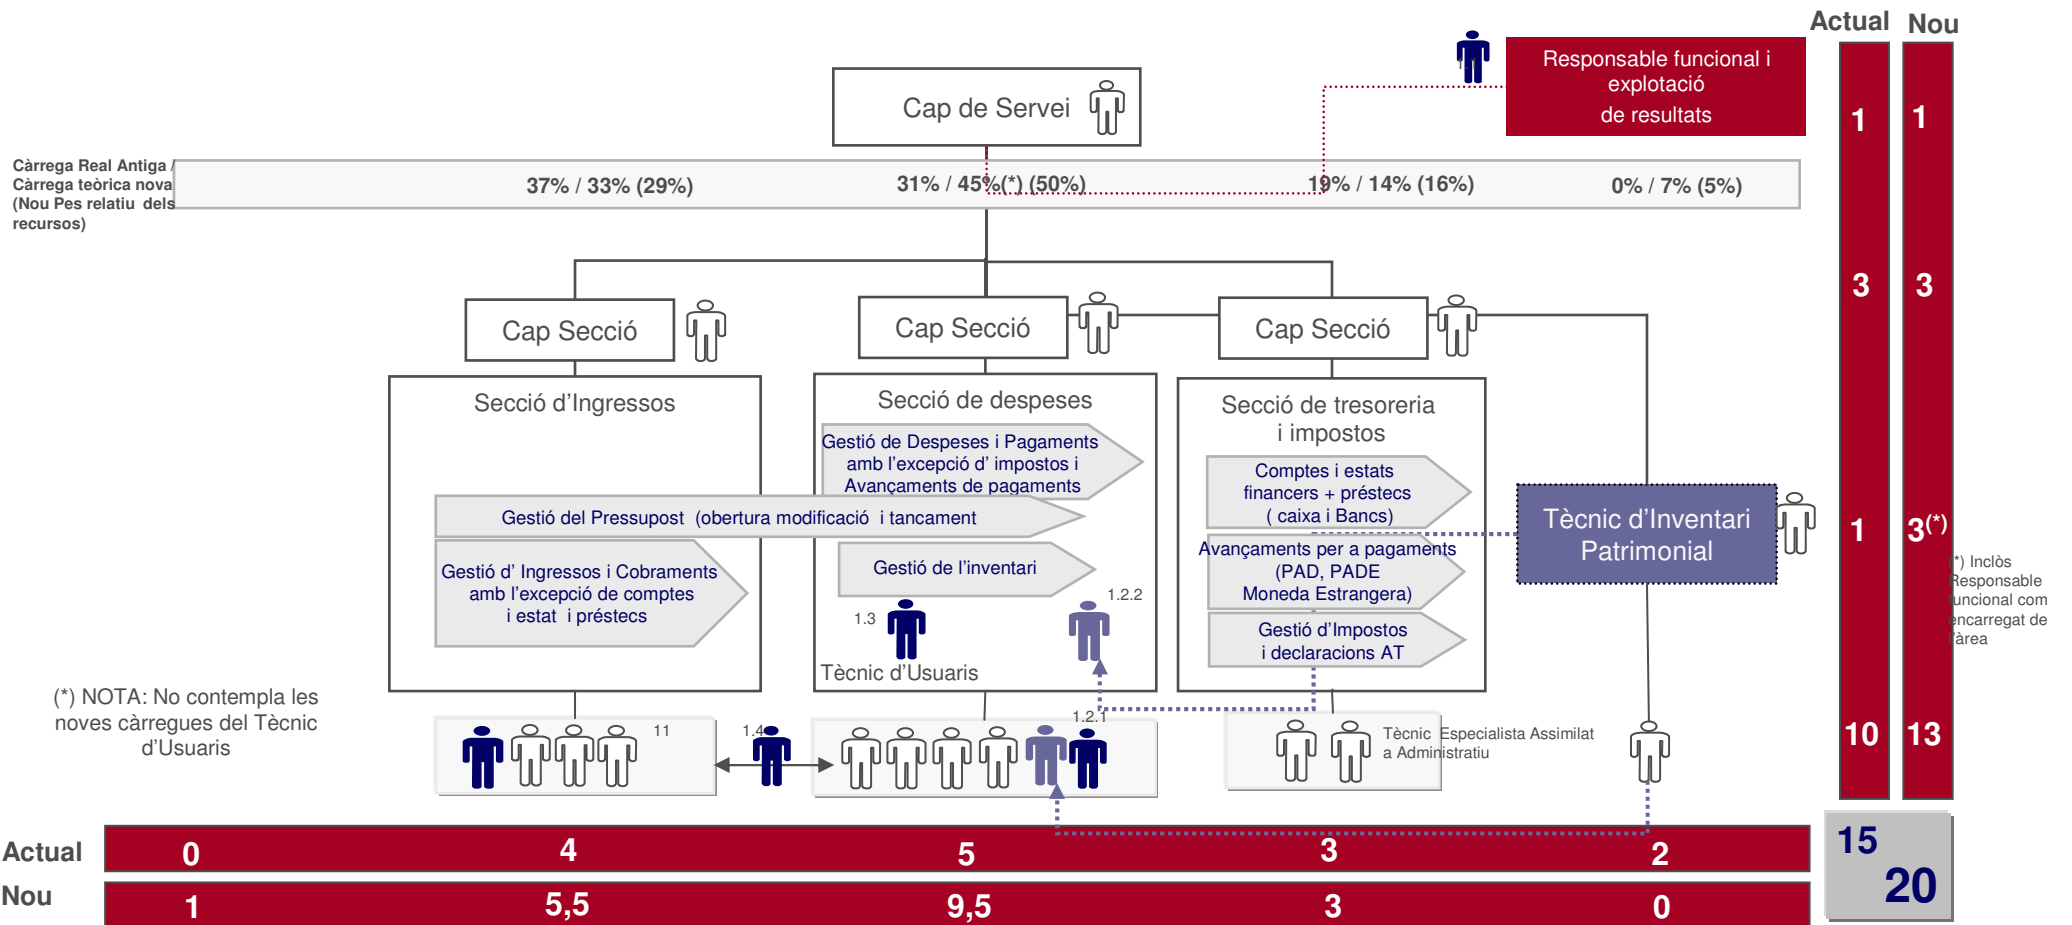 Actual Nou
Responsable funcional i
explotació
de resultats
Cap de Servei
1 1
Càrrega Real Antiga /
Càrrega teòrica nova
(Nou Pes relatiu dels
recursos)
37% / 33% (29%)
31% / 45%(*) (50%)
19% / 14% (16%)
0% / 7% (5%)
3 3
Cap Secció
Cap Secció
Cap Secció
Secció d'Ingressos
Gestió del Pressupost (obertura modificació i tancament
Gestió d' Ingressos i Cobraments
amb l'excepció de comptes
i estat i préstecs
Secció de despeses
Gestió de Despeses i Pagaments
amb l'excepció d' impostos i
Avançaments de pagaments
Gestió de l'inventari
1.3
1.2.2
Tècnic d'Usuaris
Secció de tresoreria
i impostos
Comptes i estats
financers + préstecs
( caixa i Bancs)
Avançaments per a pagaments
(PAD, PADE
Moneda Estrangera)
Gestió d'Impostos
i declaracions AT
Tècnic d'Inventari
Patrimonial
1 3(*)
(*) Inclòs
Responsable
funcional com
encarregat de
l'àrea
(*) NOTA: No contempla les
noves càrregues del Tècnic
d'Usuaris
11
1.4
1.2.1
Tècnic Especialista Assimilat
a Administratiu
10 13
Actual 0 4 5 3 2
15
Nou 1 5,5 9,5 3 0
20